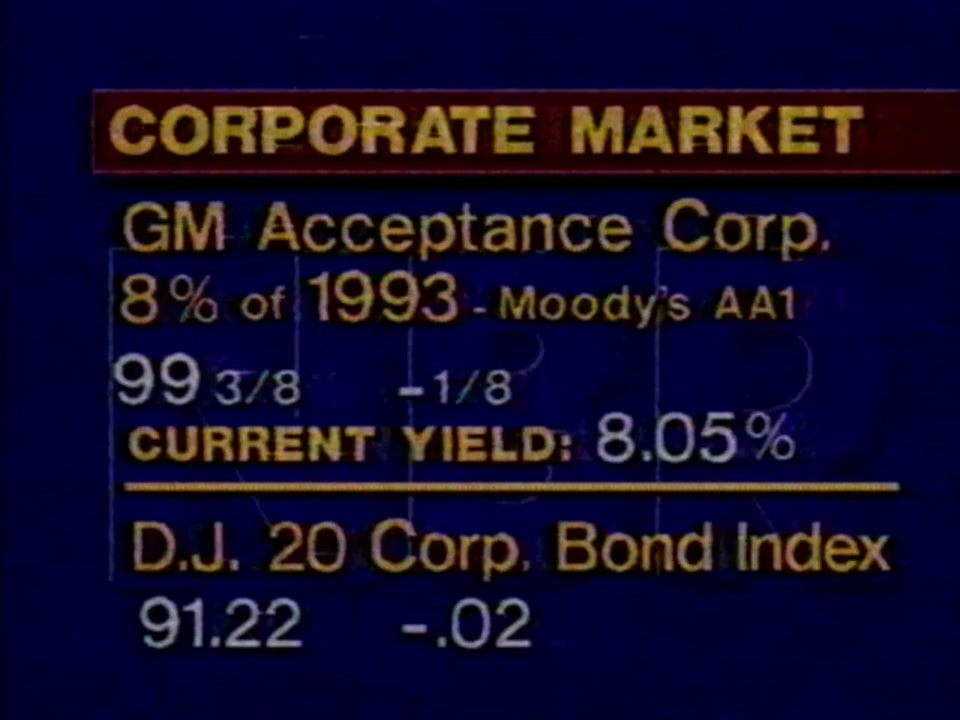 CORPORATE MARKET
GM Acceptance Corp.
8% of 1993 - Moody's AA1
99 3/8 -1/8
CURRENT YIELD: 8.05%
D.J. 20 Corp. Bond Index
91.22 -.02